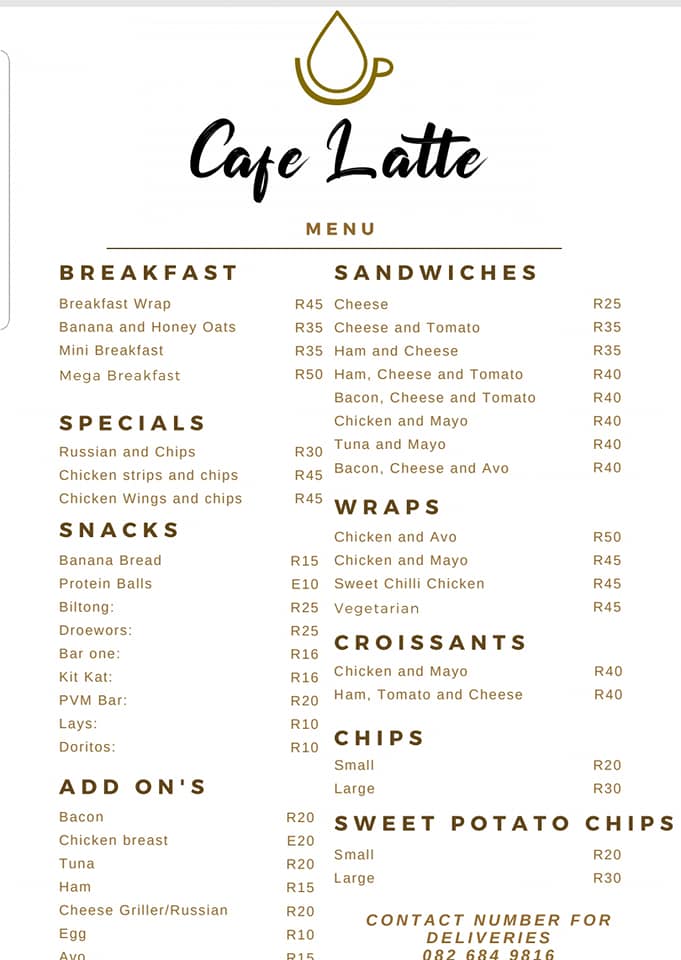 Cafe Latte
MENU
BREAKFAST
Breakfast Wrap R45
Banana and Honey Oats R35
Mini Breakfast R35
Mega Breakfast R50
SPECIALS
Russian and Chips R30
Chicken strips and chips R45
Chicken Wings and chips R45
SNACKS
Banana Bread R15
Protein Balls E10
Biltong: R25
Droewors: R25
Bar one: R16
Kit Kat: R16
PVM Bar: R20
Lays: R10
Doritos: R10
ADD ON'S
Bacon R20
Chicken breast E20
Tuna R20
Ham R15
Cheese Griller/Russian R20
Egg R10
Avo R15
SANDWICHES
Cheese R25
Cheese and Tomato R35
Ham and Cheese R35
Ham, Cheese and Tomato R40
Bacon, Cheese and Tomato R40
Chicken and Mayo R40
Tuna and Mayo R40
Bacon, Cheese and Avo R40
WRAPS
Chicken and Avo R50
Chicken and Mayo R45
Sweet Chilli Chicken R45
Vegetarian R45
CROISSANTS
Chicken and Mayo R40
Ham, Tomato and Cheese R40
CHIPS
Small R20
Large R30
SWEET POTATO CHIPS
Small R20
Large R30
CONTACT NUMBER FOR
DELIVERIES
082 684 9816